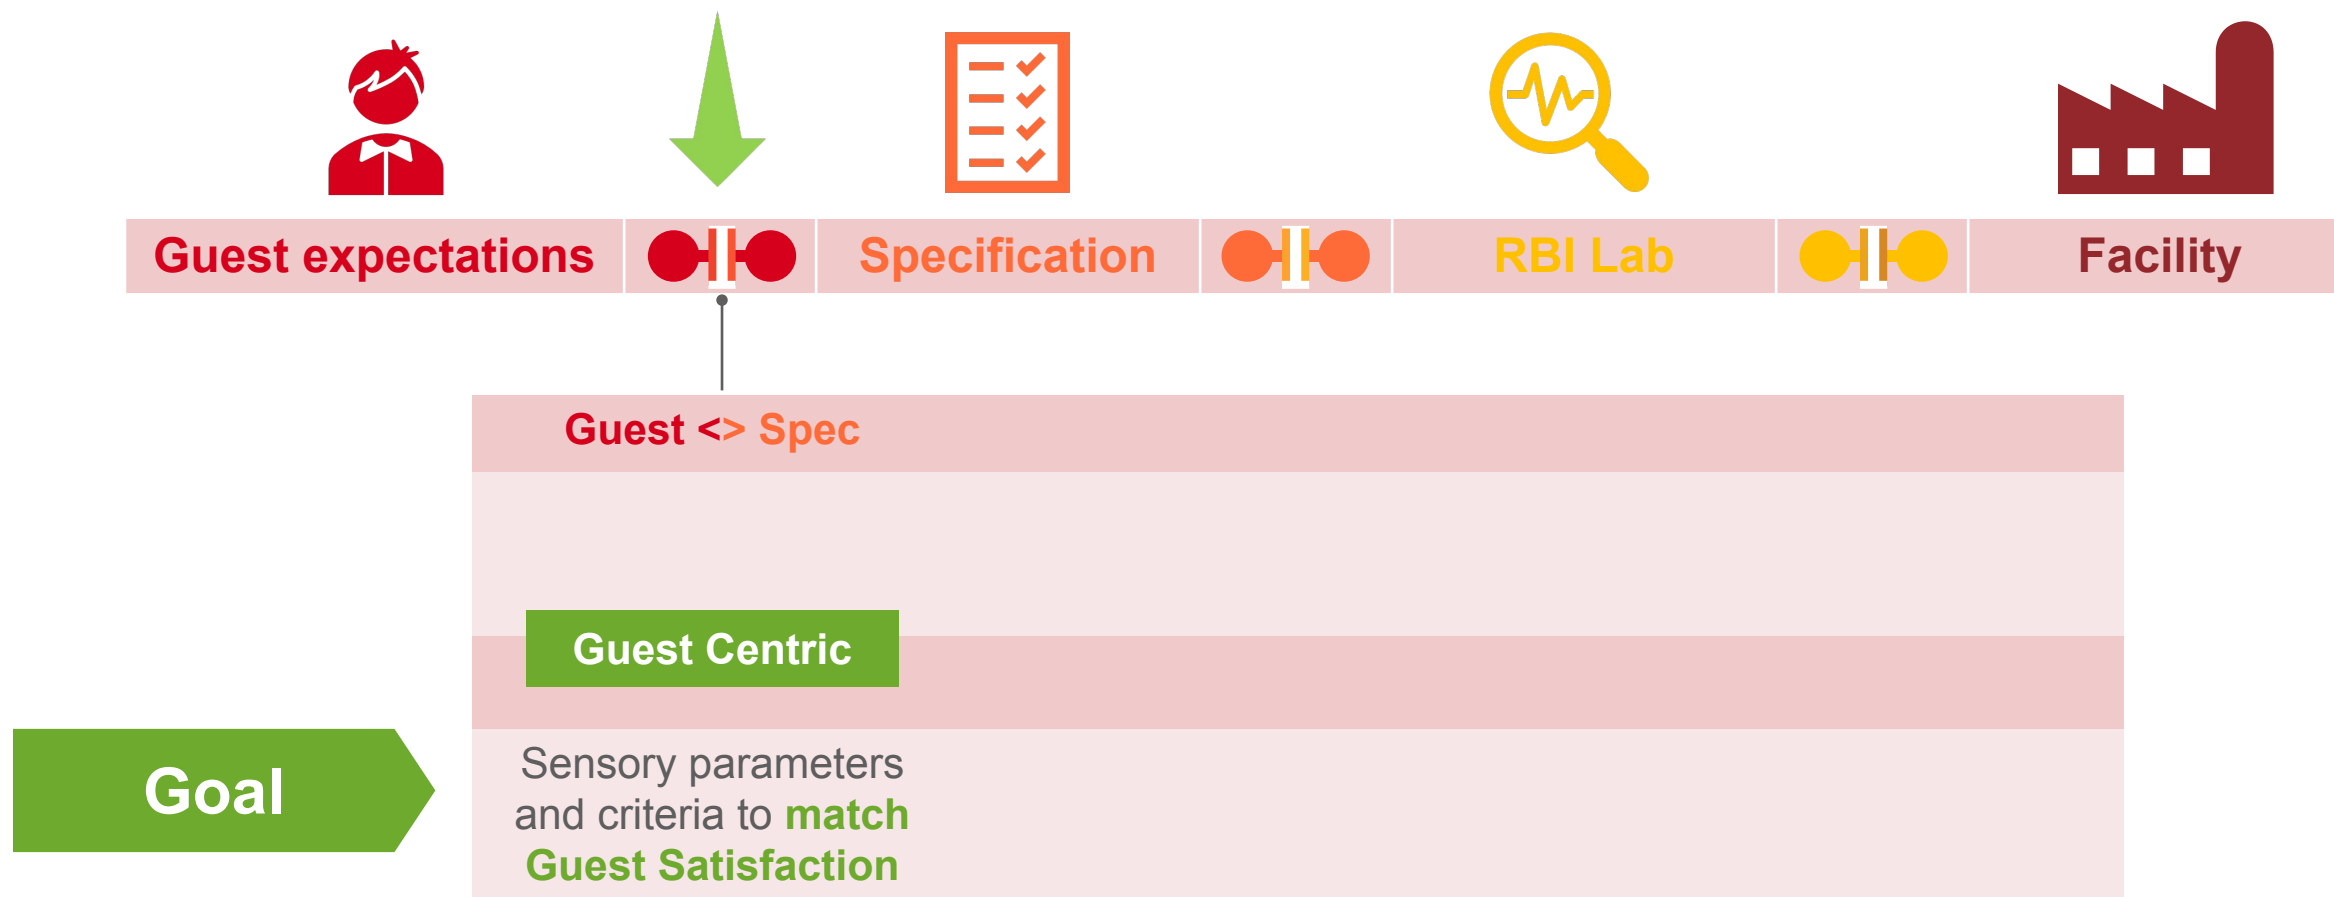 Guest expectations
Specification
RBI Lab
Facility
Guest <> Spec
Guest Centric
Goal
Sensory parameters
and criteria to match
Guest Satisfaction